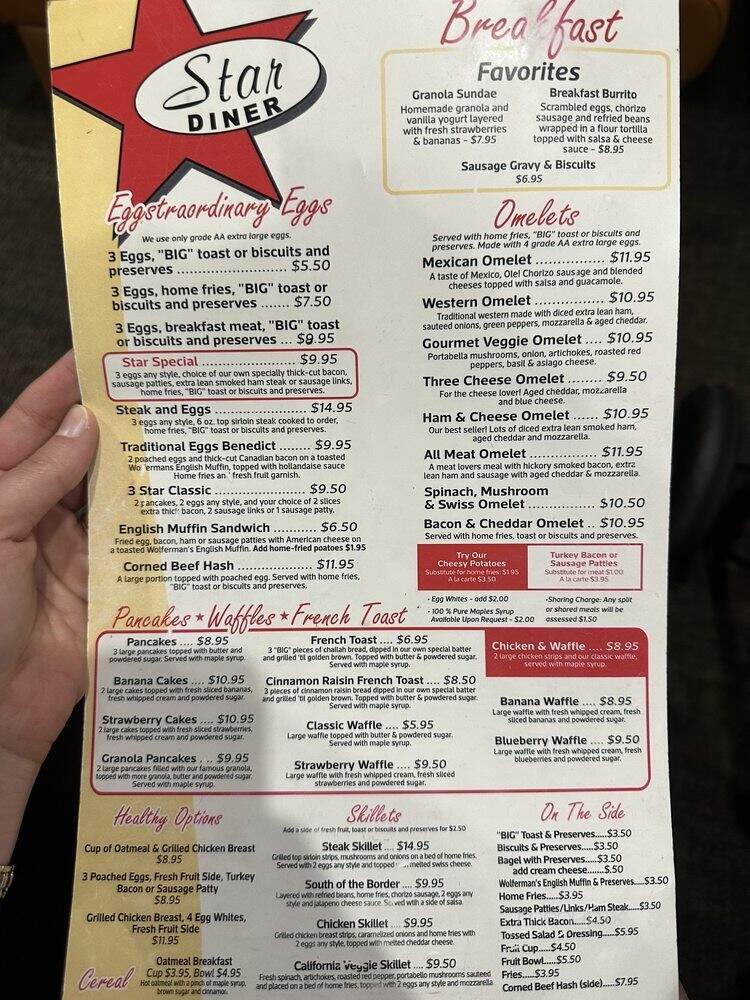 Star
DINER
Breakfast
Favorites
Granola Sundae
Homemade granola and
vanilla yogurt layered
with fresh strawberries
& bananas - $7.95
Breakfast Burrito
Scrambled eggs, chorizo
sausage and refried beans
wrapped in a flour tortilla
topped with salsa & cheese
sauce - $8.95
Sausage Gravy & Biscuits
$6.95
Eggstraordinary Eggs
We use only grade AA extra large eggs.
3 Eggs, "BIG" toast or biscuits and
preserves ............................ $5.50
3 Eggs, home fries, "BIG" toast or
biscuits and preserves ....... $7.50
3 Eggs, breakfast meat, "BIG" toast
or biscuits and preserves ... $9.95
Star Special ........................ $9.95
3 eggs any style, choice of our own specially thick-cut bacon,
sausage patties, extra lean smoked ham steak or sausage links,
home fries, "BIG" toast or biscuits and preserves.
Steak and Eggs ......................... $14.95
3 eggs any style, 6 oz. top sirloin steak cooked to order,
home fries, "BIG" toast or biscuits and preserves.
Traditional Eggs Benedict ........ $9.95
2 poached eggs and thick-cut Canadian bacon on a toasted
Wolfermans English Muffin, topped with hollandaise sauce
Home fries an fresh fruit garnish.
3 Star Classic ....................... $9.50
2 pancakes, 2 eggs any style, and your choice of 2 slices
extra thick bacon, 2 sausage links or 1 sausage patty.
English Muffin Sandwich .......... $6.50
Fried egg, bacon, ham or sausage patties with American cheese on
a toasted Wolferman's English Muffin. Add home-fried poatoes $1.95
Corned Beef Hash ................... $11.95
A large portion topped with poached egg. Served with home fries,
"BIG" toast or biscuits and preserves.
Omelets
Served with home fries, "BIG" toast or biscuits and
preserves. Made with 4 grade AA extra large eggs.
Mexican Omelet ................ $11.95
A taste of Mexico, Ole! Chorizo sausage and blended
cheeses topped with salsa and guacamole.
Western Omelet ............... $10.95
Traditional western made with diced extra lean ham,
sauteed onions, green peppers, mozzarella & aged cheddar.
Gourmet Veggie Omelet .... $10.95
Portabella mushrooms, onion, artichokes, roasted red
peppers, basil & asiago cheese.
Three Cheese Omelet ........ $9.50
For the cheese lover! Aged cheddar, mozzarella
and blue cheese.
Ham & Cheese Omelet ...... $10.95
Our best seller! Lots of diced extra lean smoked ham,
aged cheddar and mozzarella.
All Meat Omelet ................. $11.95
A meat lovers meal with hickory smoked bacon, extra
lean ham and sausage with aged cheddar & mozzarella.
Spinach, Mushroom
& Swiss Omelet .................. $10.50
Bacon & Cheddar Omelet .. $10.95
Served with home fries, toast or biscuits and preserves.
Try Our
Cheesy Potatoes
Substitute for home fries: $1.95
A la carte $3.50
Turkey Bacon or
Sausage Patties
Substitute for meat $1.00
A la carte $3.95
• Egg Whites - add $2.00
• 100 % Pure Maples Syrup
Available Upon Request - $2.00
•Sharing Charge: Any split
or shared meals will be
assessed $1.50
Pancakes ★ Waffles ★ French Toast
Pancakes .... $8.95
3 large pancakes topped with butter and
powdered sugar. Served with maple syrup.
Banana Cakes .... $10.95
2 large cakes topped with fresh sliced bananas,
fresh whipped cream and powdered sugar.
Strawberry Cakes .... $10.95
2 large cakes topped with fresh sliced strawberries,
fresh whipped cream and powdered sugar.
Granola Pancakes . .. $9.95
2 large pancakes filled with our famous granola,
topped with more granola, butter and powdered sugar.
Served with maple syrup.
French Toast .... $6.95
3 "BIG" pieces of challah bread, dipped in our own special batter
and grilled 'til golden brown. Topped with butter & powdered sugar.
Served with maple syrup.
Cinnamon Raisin French Toast .... $8.50
3 pieces of cinnamon raisin bread dipped in our own special batter
and grilled 'til golden brown. Topped with butter & powdered sugar.
Served with maple syrup.
Classic Waffle .... $5.95
Large waffle topped with butter & powdered sugar.
Served with maple syrup.
Strawberry Waffle .... $9.50
Large waffle with fresh whipped cream, fresh sliced
strawberries and powdered sugar.
Chicken & Waffle .... $8.95
2 large chicken strips and our classic waffle,
served with maple syrup.
Banana Waffle .... $8.95
Large waffle with fresh whipped cream, fresh
sliced bananas and powdered sugar.
Blueberry Waffle .... $9.50
Large waffle with fresh whipped cream, fresh
blueberries and powdered sugar.
Healthy Options
Cup of Oatmeal & Grilled Chicken Breast
$8.95
3 Poached Eggs, Fresh Fruit Side, Turkey
Bacon or Sausage Patty
$8.95
Grilled Chicken Breast, 4 Egg Whites,
Fresh Fruit Side
$11.95
Cereal
Oatmeal Breakfast
Cup $3.95, Bowl $4.95
Hot oatmeal with a pinch of maple syrup,
brown sugar and cinnamon.
Skillets
Add a side of fresh fruit, toast or biscuits and preserves for $2.50
Steak Skillet .... $14.95
Grilled top sirloin strips, mushrooms and onions on a bed of home fries.
Served with 2 eggs any style and topped melted swiss cheese.
South of the Border .... $9.95
Layered with refried beans, home fries, chorizo sausage, 2 eggs any
style and jalapeno cheese sauce. Served with a side of salsa.
Chicken Skillet .... $9.95
Grilled chicken breast strips, caramelized onions and home fries with
2 eggs any style, topped with melted cheddar cheese.
California Veggie Skillet .... $9.50
Fresh spinach, artichokes, roasted red pepper, portabello mushrooms sauteed
and placed on a bed of home fries, topped with 2 eggs any style and mozzarella.
On The Side
"BIG" Toast & Preserves.....$3.50
Biscuits & Preserves.....$3.50
Bagel with Preserves.....$3.50
add cream cheese.......$.50
Wolferman's English Muffin & Preserves....$3.50
Home Fries.....$3.95
Sausage Patties/Links/Ham Steak....$3.50
Extra Thick Bacon.....$4.50
Tossed Salad & Dressing.....$5.95
Fruit Cup.....$4.50
Fruit Bowl.....$5.50
Fries.....$3.95
Corned Beef Hash (side).....$7.95